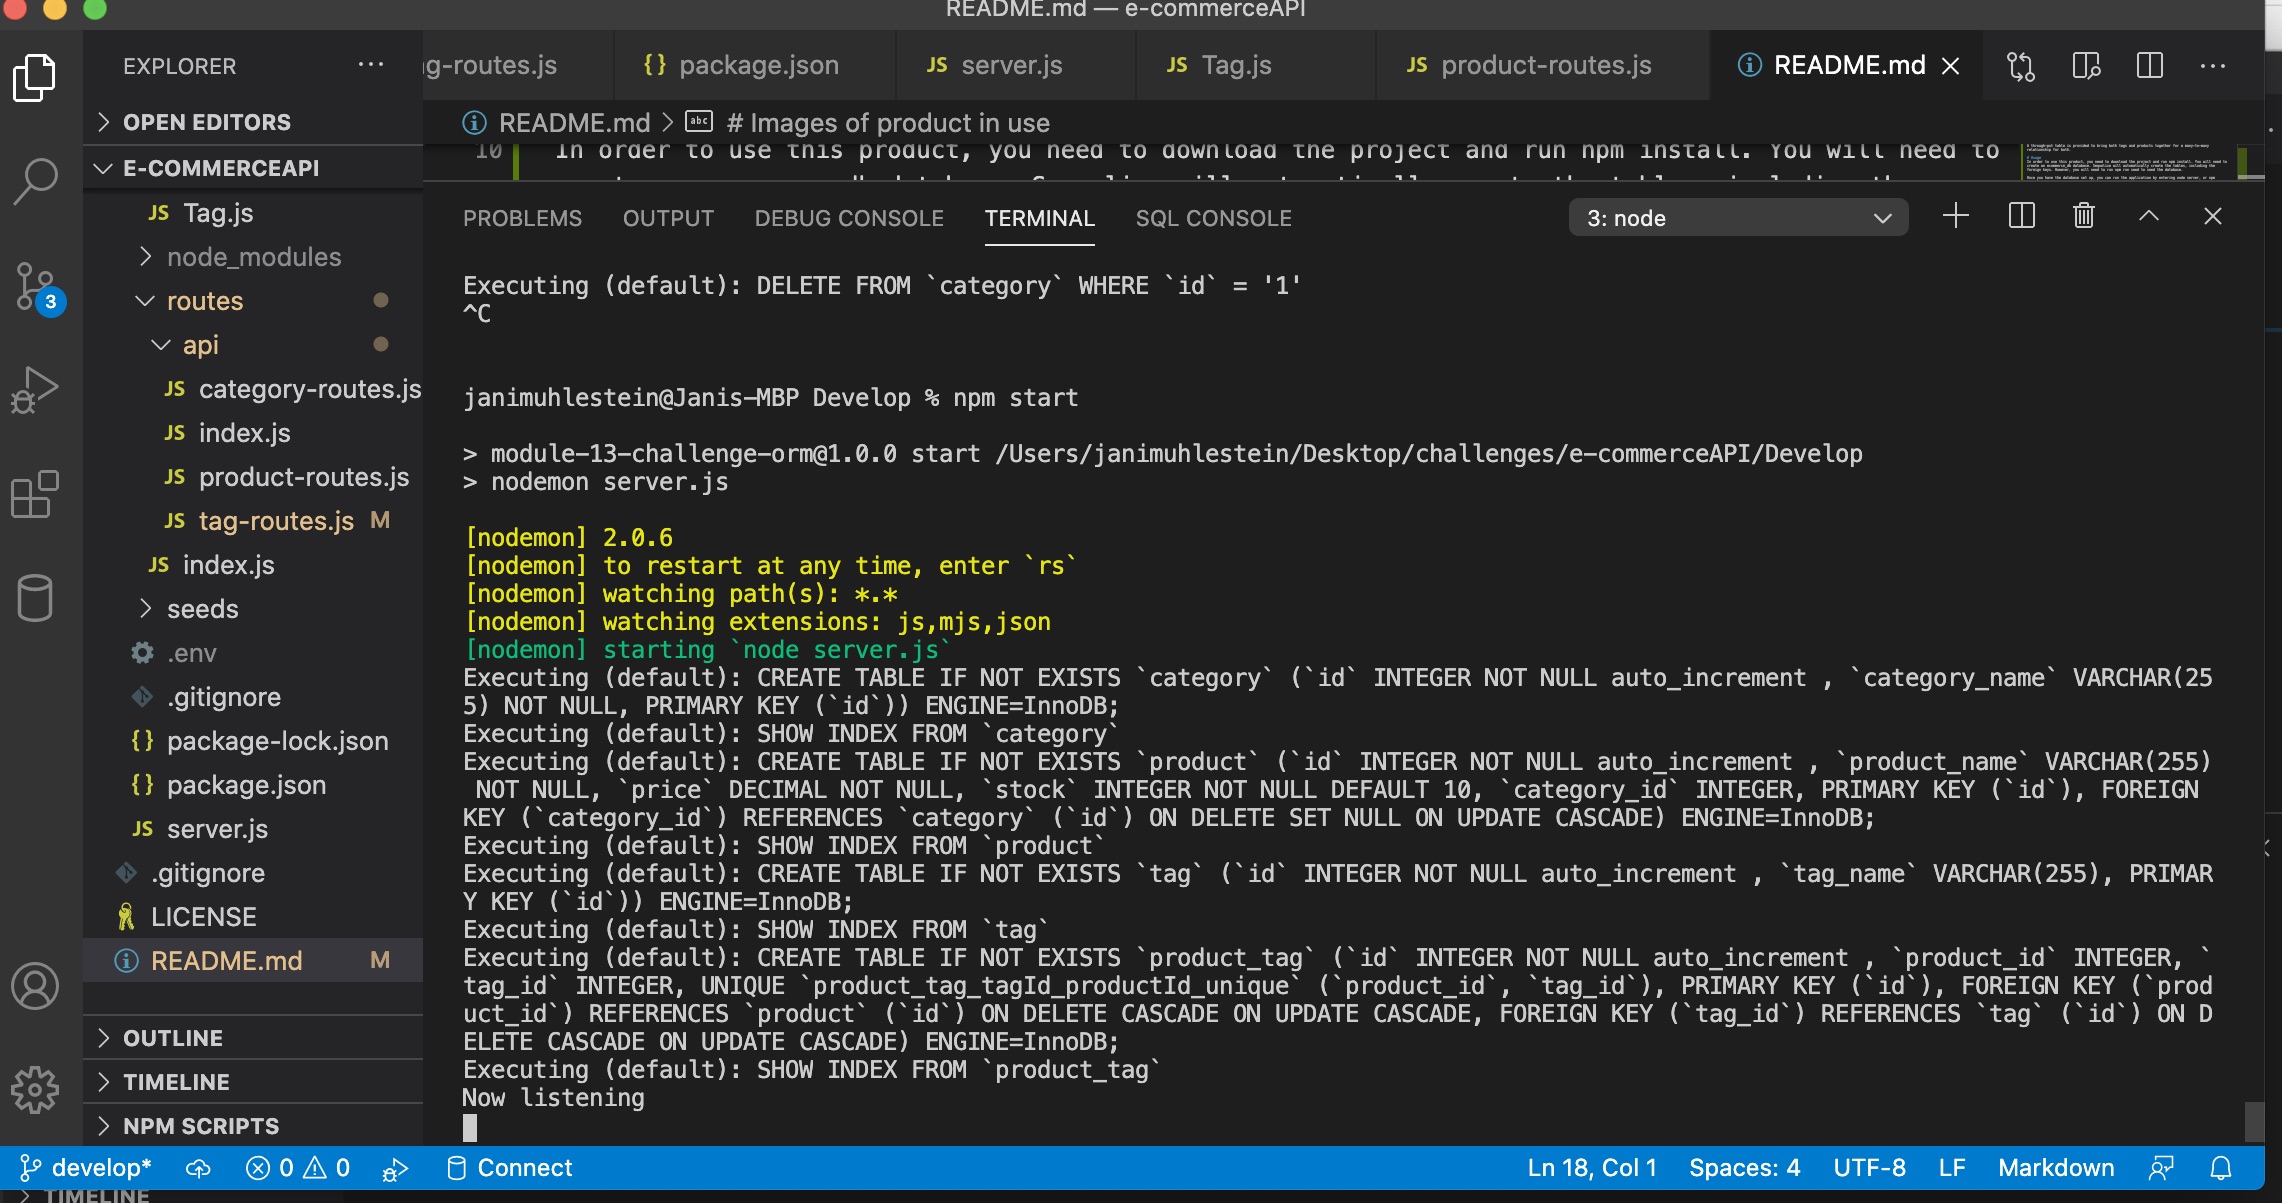 README.md — e-commerceAPI
EXPLORER
g-routes.js
package.json
server.js
Tag.js
product-routes.js
README.md
OPEN EDITORS
README.md > # Images of product in use
E-COMMERCEAPI
10 In order to use this product, you need to download the project and run npm install. You will need to
Tag.js
node_modules
routes
api
JS category-routes.js
JS index.js
JS product-routes.js
JS tag-routes.js M
JS index.js
seeds
.env
.gitignore
package-lock.json
package.json
JS server.js
.gitignore
LICENSE
README.md M
OUTLINE
TIMELINE
NPM SCRIPTS
3
PROBLEMS OUTPUT DEBUG CONSOLE TERMINAL SQL CONSOLE
3: node
Executing (default): DELETE FROM `category` WHERE `id` = '1'
^C
janimuhlestein@Janis-MBP Develop % npm start
> module-13-challenge-orm@1.0.0 start /Users/janimuhlestein/Desktop/challenges/e-commerceAPI/Develop
> nodemon server.js
[nodemon] 2.0.6
[nodemon] to restart at any time, enter `rs`
[nodemon] watching path(s): *.*
[nodemon] watching extensions: js,mjs,json
[nodemon] starting `node server.js`
Executing (default): CREATE TABLE IF NOT EXISTS `category` (`id` INTEGER NOT NULL auto_increment , `category_name` VARCHAR(25
5) NOT NULL, PRIMARY KEY (`id`)) ENGINE=InnoDB;
Executing (default): SHOW INDEX FROM `category`
Executing (default): CREATE TABLE IF NOT EXISTS `product` (`id` INTEGER NOT NULL auto_increment , `product_name` VARCHAR(255)
NOT NULL, `price` DECIMAL NOT NULL, `stock` INTEGER NOT NULL DEFAULT 10, `category_id` INTEGER, PRIMARY KEY (`id`), FOREIGN
KEY (`category_id`) REFERENCES `category` (`id`) ON DELETE SET NULL ON UPDATE CASCADE) ENGINE=InnoDB;
Executing (default): SHOW INDEX FROM `product`
Executing (default): CREATE TABLE IF NOT EXISTS `tag` (`id` INTEGER NOT NULL auto_increment , `tag_name` VARCHAR(255), PRIMAR
Y KEY (`id`)) ENGINE=InnoDB;
Executing (default): SHOW INDEX FROM `tag`
Executing (default): CREATE TABLE IF NOT EXISTS `product_tag` (`id` INTEGER NOT NULL auto_increment , `product_id` INTEGER, `
tag_id` INTEGER, UNIQUE `product_tag_tagId_productId_unique` (`product_id`, `tag_id`), PRIMARY KEY (`id`), FOREIGN KEY (`prod
uct_id`) REFERENCES `product` (`id`) ON DELETE CASCADE ON UPDATE CASCADE, FOREIGN KEY (`tag_id`) REFERENCES `tag` (`id`) ON D
ELETE CASCADE ON UPDATE CASCADE) ENGINE=InnoDB;
Executing (default): SHOW INDEX FROM `product_tag`
Now listening
develop* 0 0 Connect
Ln 18, Col 1 Spaces: 4 UTF-8 LF Markdown
TIMELINE